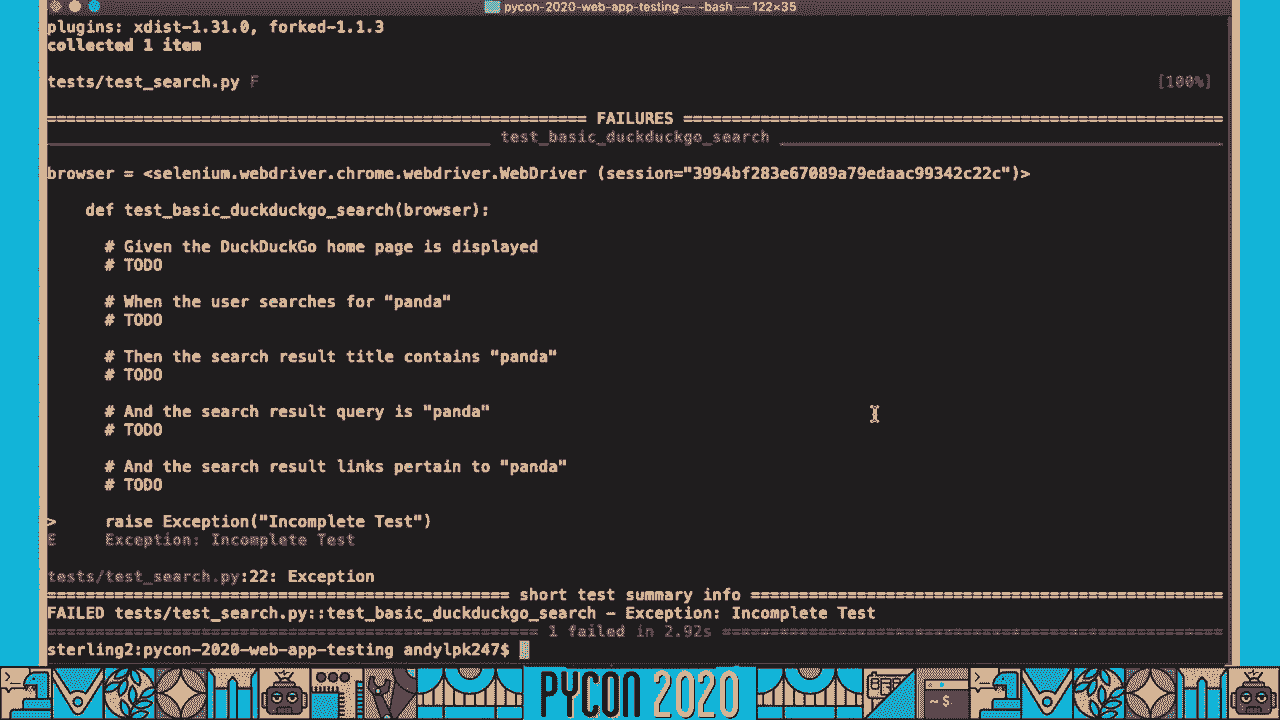 pycon-2020-web-app-testing — -bash — 122×35
plugins: xdist-1.31.0, forked-1.1.3
collected 1 item
tests/test_search.py F [100%]
FAILURES
test_basic_duckduckgo_search
browser = <selenium.webdriver.chrome.webdriver.WebDriver (session="3994bf283e67089a79edaac99342c22c")>
def test_basic_duckduckgo_search(browser):
# Given the DuckDuckGo home page is displayed
# TODO
# When the user searches for "panda"
# TODO
# Then the search result title contains "panda"
# TODO
# And the search result query is "panda"
# TODO
# And the search result links pertain to "panda"
# TODO
> raise Exception("Incomplete Test")
E Exception: Incomplete Test
tests/test_search.py:22: Exception
short test summary info
FAILED tests/test_search.py::test_basic_duckduckgo_search - Exception: Incomplete Test
1 failed in 2.92s
sterling2:pycon-2020-web-app-testing andylpk247$
PYCON 2020
~ $